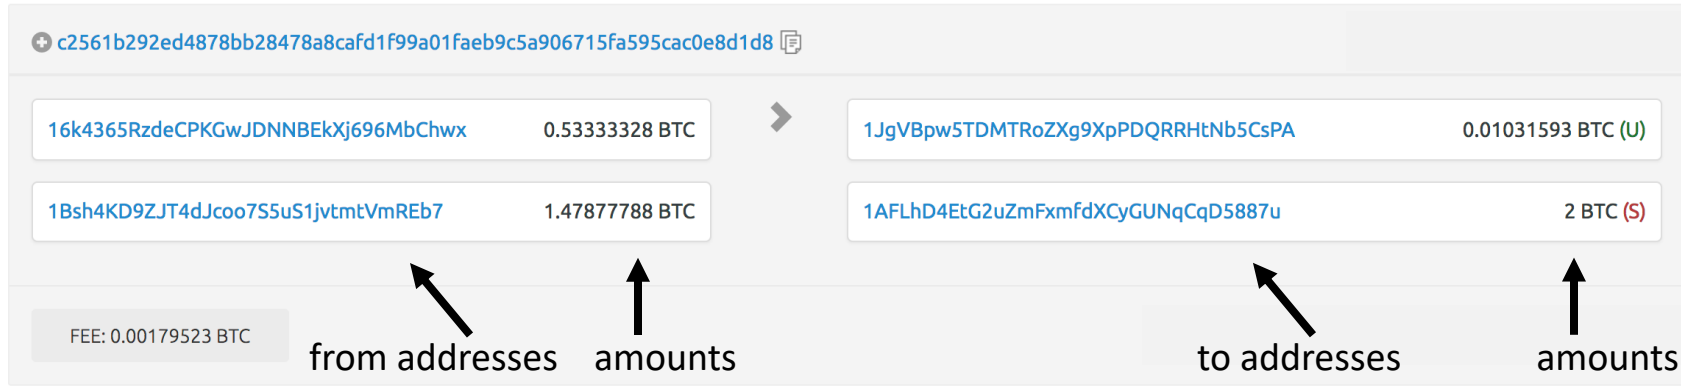 c2561b292ed4878bb28478a8cafd1f99a01faeb9c5a906715fa595cac0e8d1d8
16k4365RzdeCPKGwJDNNBEkXj696MbChwx 0.53333328 BTC 1JgVBpw5TDMTRoZXg9XpPDQRRHtNb5CsPA 0.01031593 BTC (U)
1Bsh4KD9ZJT4dJcoo7S5uS1jvtmtVmREb7 1.47877788 BTC 1AFLhD4EtG2uZmFxmfdXCyGUNqCqD5887u 2 BTC (S)
FEE: 0.00179523 BTC
from addresses amounts to addresses amounts